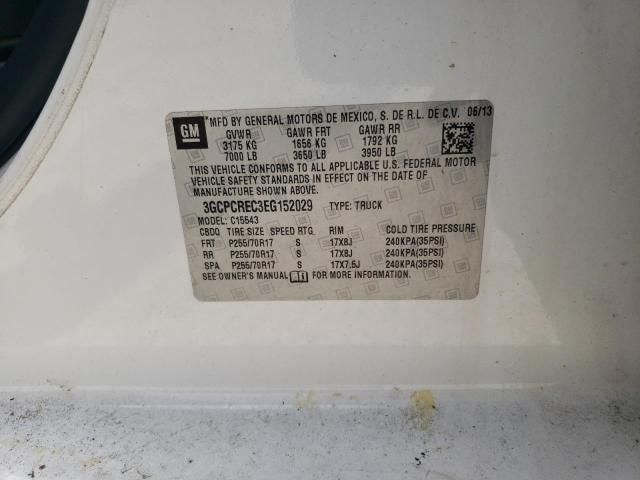 GM
MFD BY GENERAL MOTORS DE MEXICO, S. DE R.L. DE C.V. 06/13
GVWR GAWR FRT GAWR RR
3175 KG 1656 KG 1792 KG
7000 LB 3650 LB 3950 LB
THIS VEHICLE CONFORMS TO ALL APPLICABLE U.S. FEDERAL MOTOR
VEHICLE SAFETY STANDARDS IN EFFECT ON THE DATE OF
MANUFACTURE SHOWN ABOVE.
3GCPCREC3EG152029 TYPE: TRUCK
MODEL: C15543
CBDQ TIRE SIZE SPEED RTG RIM COLD TIRE PRESSURE
FRT P255/70R17 S 17X8J 240KPA(35PSI)
RR P255/70R17 S 17X8J 240KPA(35PSI)
SPA P255/70R17 S 17X7.5J 240KPA(35PSI)
SEE OWNER'S MANUAL FOR MORE INFORMATION.